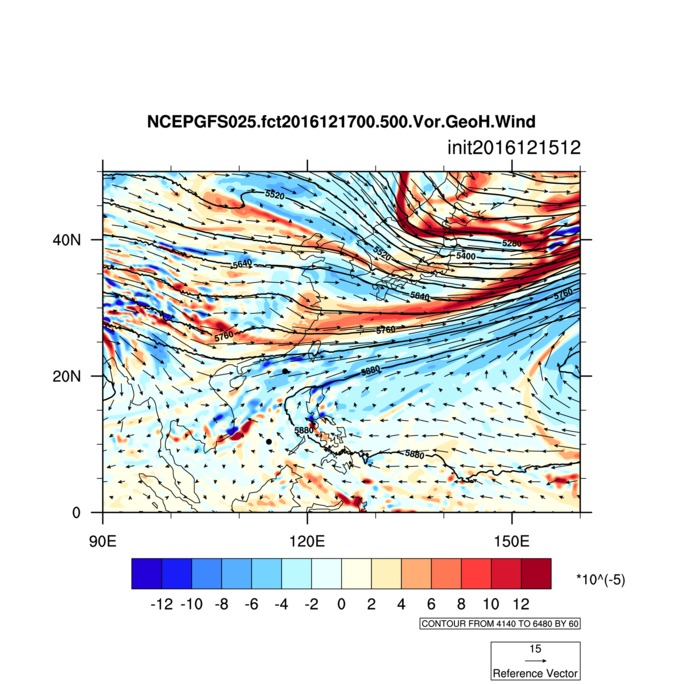 NCEPGFS025.fct2016121700.500.Vor.GeoH.Wind
init2016121512
5520
40N
5640
5520
5280
5400
5640
5760
5760
5760
20N
5880
5880
5880
0
90E 120E 150E
-12 -10 -8 -6 -4 -2 0 2 4 6 8 10 12
*10^(-5)
CONTOUR FROM 4140 TO 6480 BY 60
15
Reference Vector